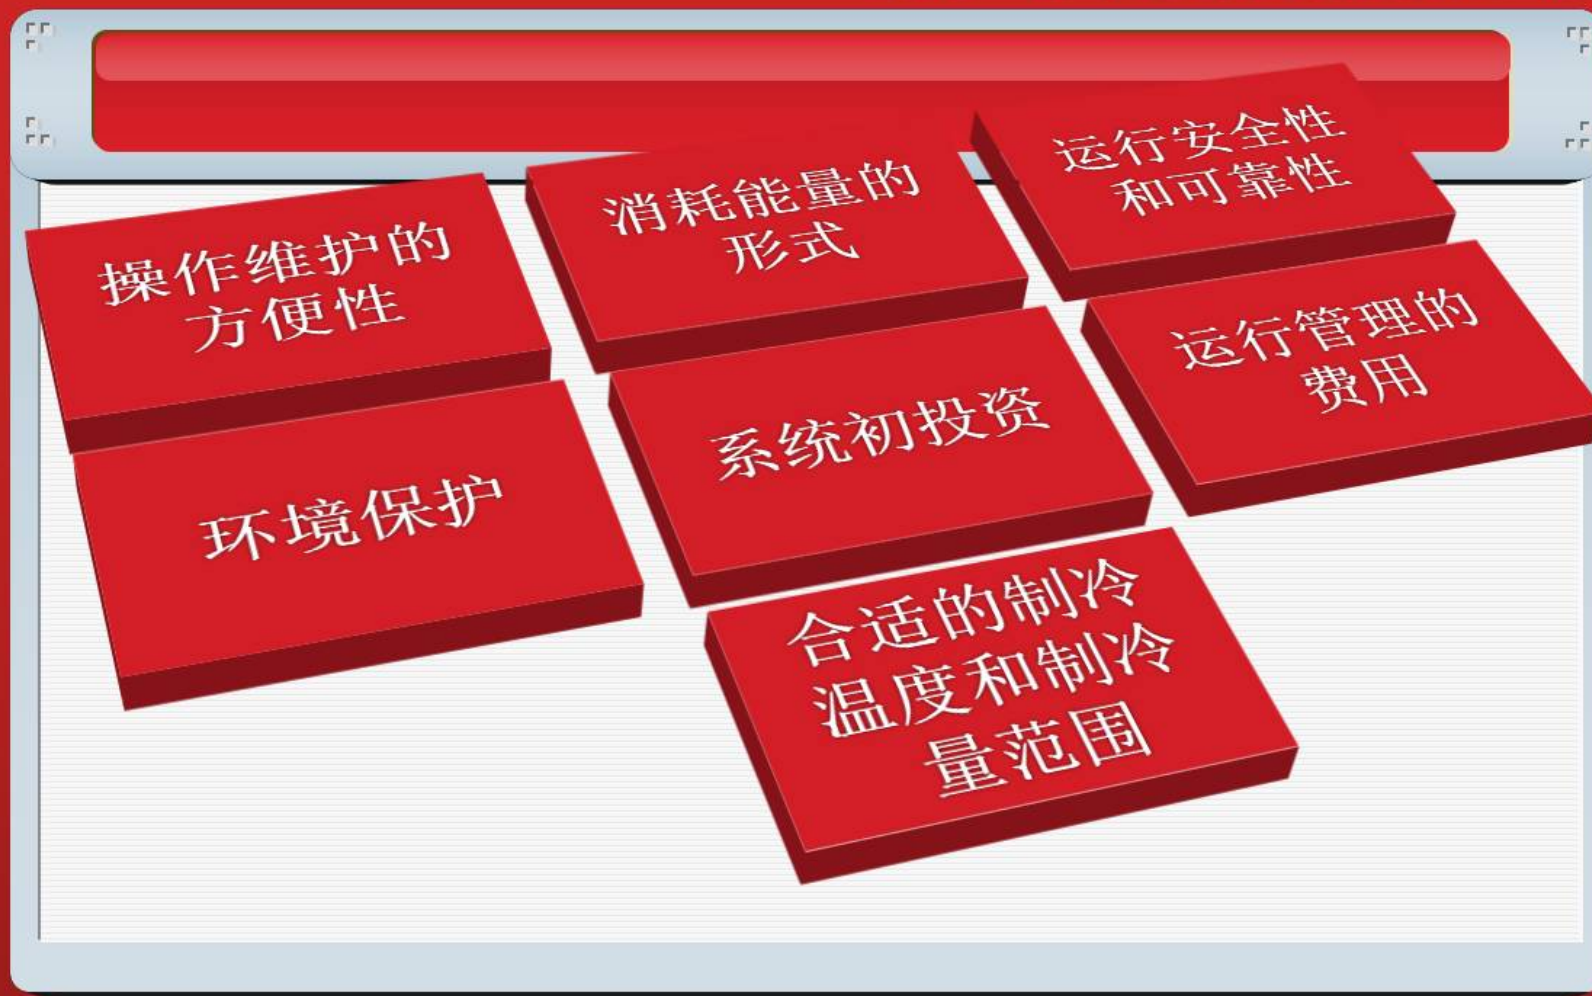 操作维护的
方便性
消耗能量的
形式
运行安全性
和可靠性
环境保护
系统初投资
运行管理的
费用
合适的制冷
温度和制冷
量范围